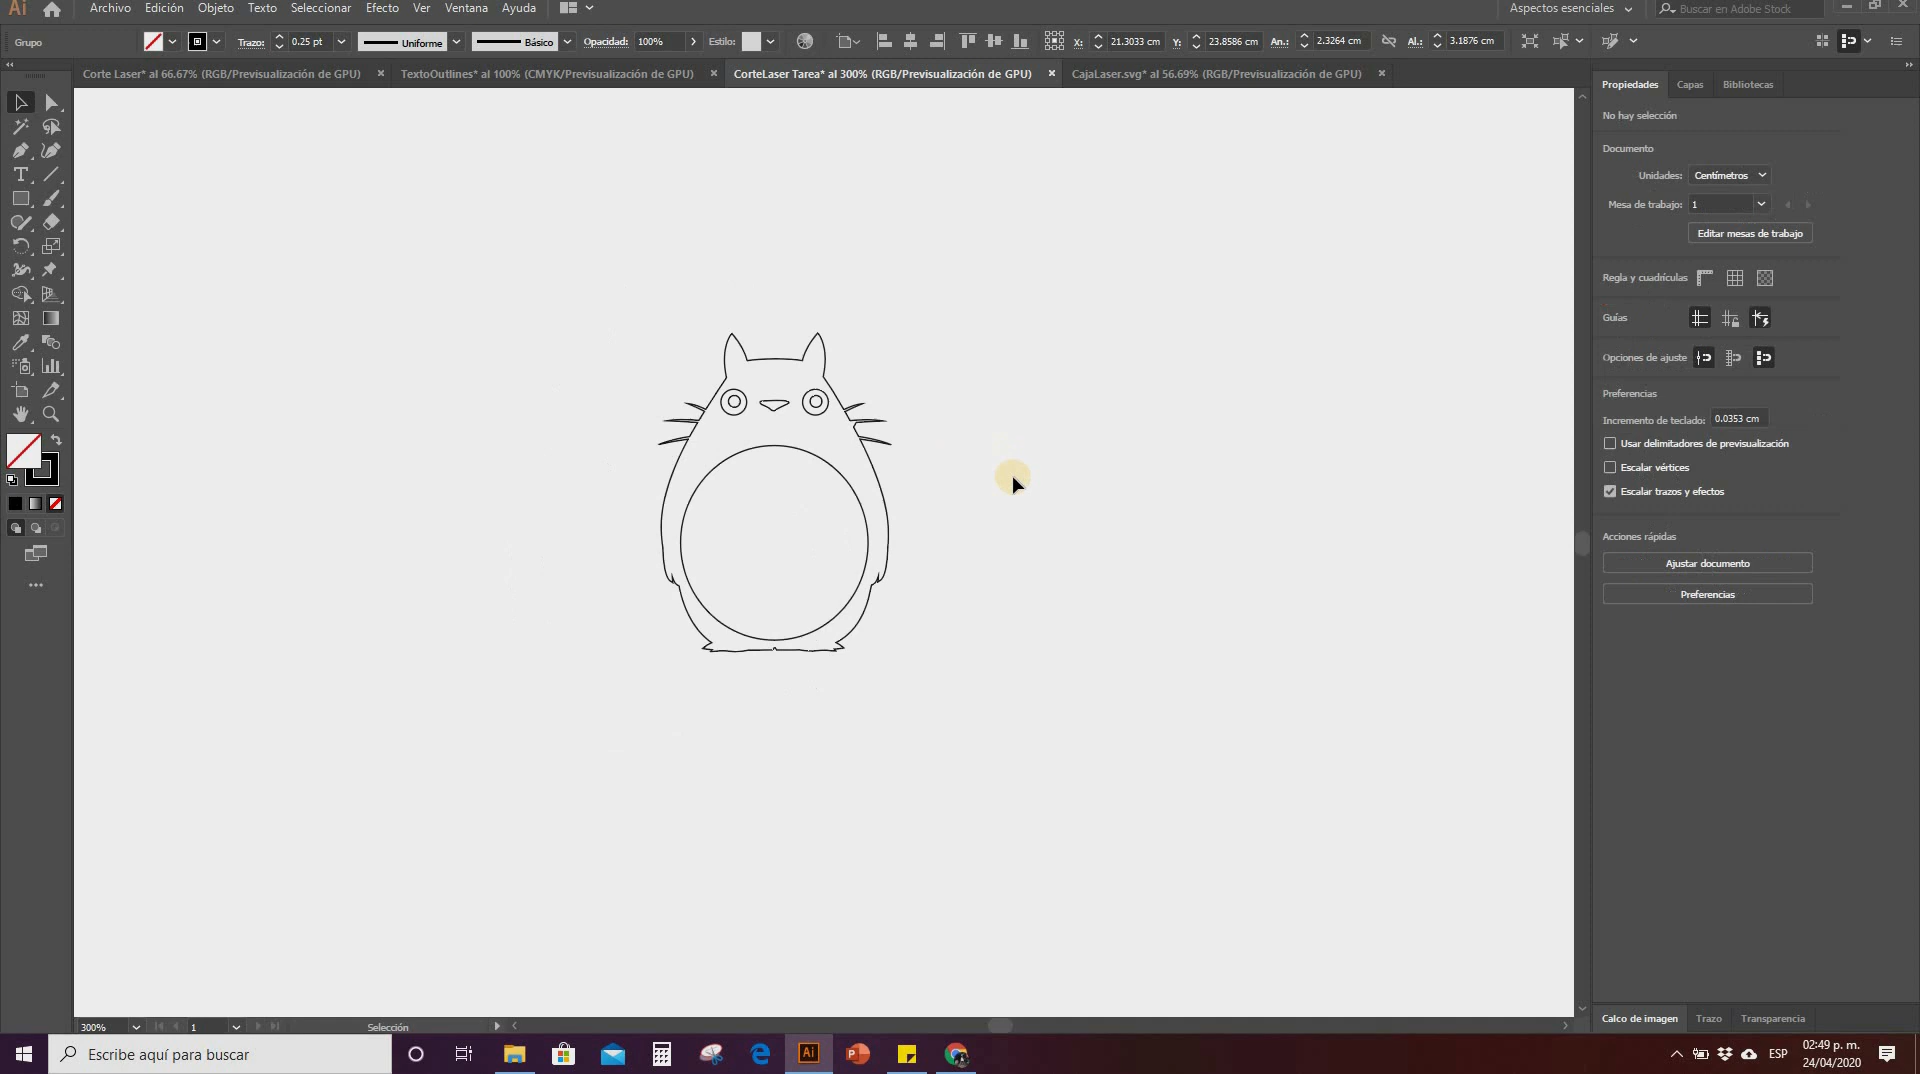 Ai Archivo Edición Objeto Texto Seleccionar Efecto Ver Ventana Ayuda Aspectos esenciales Buscar en Adobe Stock
Grupo Trazo: 0.25 pt Uniforme Básico Opacidad: 100% Estilo: X: 21.3033 cm Y: 23.8586 cm An.: 2.3264 cm Al.: 3.1876 cm
Corte Laser* al 66.67% (RGB/Previsualización de GPU) TextoOutlines* al 100% (CMYK/Previsualización de GPU) CorteLaser Tarea* al 300% (RGB/Previsualización de GPU) CajaLaser.svg* al 56.69% (RGB/Previsualización de GPU)
Propiedades Capas Bibliotecas
No hay selección
Documento
Unidades: Centímetros
Mesa de trabajo: 1
Editar mesas de trabajo
Regla y cuadrículas
Guías
Opciones de ajuste
Preferencias
Incremento de teclado: 0.0353 cm
Usar delimitadores de previsualización
Escalar vértices
Escalar trazos y efectos
Acciones rápidas
Ajustar documento
Preferencias
Calco de imagen Trazo Transparencia
300% 1 Selección
Escribe aquí para buscar
Ai
ESP
02:49 p. m.
24/04/2020